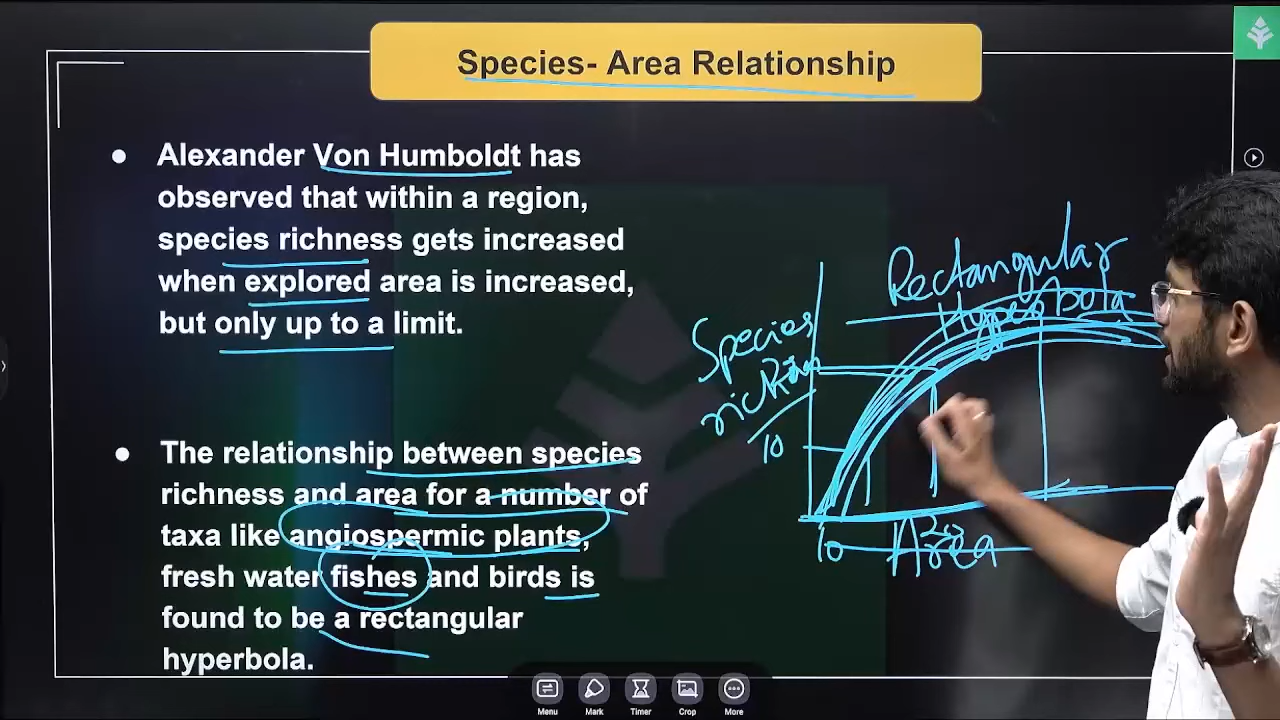 Species- Area Relationship
Alexander Von Humboldt has
observed that within a region,
species richness gets increased
when explored area is increased,
but only up to a limit.
The relationship between species
richness and area for a number of
taxa like angiospermic plants,
fresh water fishes and birds is
found to be a rectangular
hyperbola.
Rectangular
Hyperbola
Species
10
10
Area
Menu
Mark
Timer
Crop
More